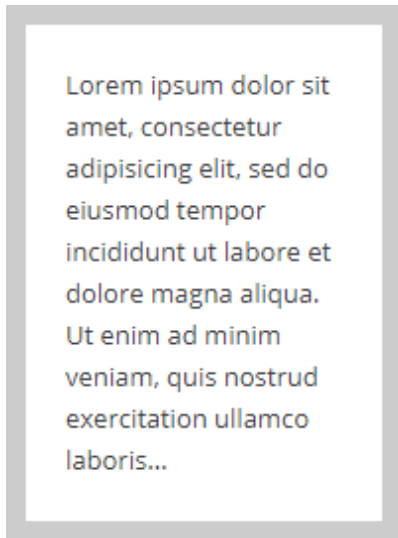 Lorem ipsum dolor sit
amet, consectetur
adipisicing elit, sed do
eiusmod tempor
incididunt ut labore et
dolore magna aliqua.
Ut enim ad minim
veniam, quis nostrud
exercitation ullamco
laboris...